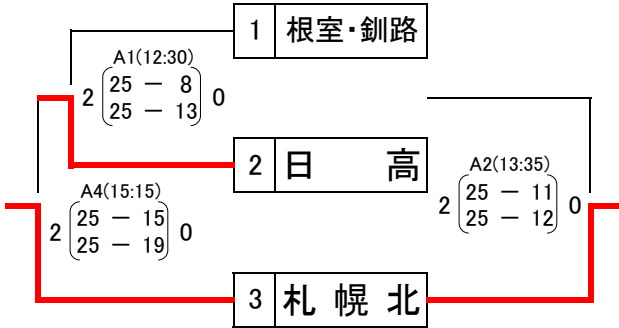 1 根室・釧路
A1(12:30)
2 25 － 8 0
25 － 13
2 日 高
A4(15:15)
2 25 － 15 0
25 － 19
A2(13:35)
2 25 － 11 0
25 － 12
3 札 幌 北